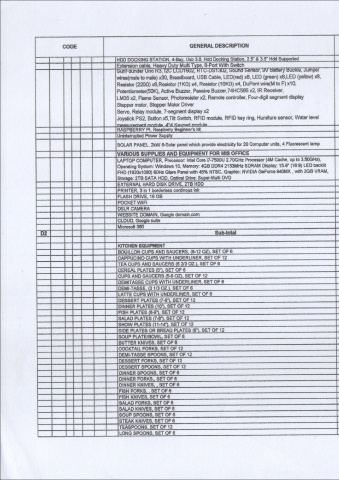 CODE
GENERAL DESCRIPTION
HDD DOCKING STATION, 4-Bay, Usb 3.0, Hdd Docking Station, 2.5" & 3.5" Hdd Supported
Extension cable, Heavy Duty Multi Type, 8-Port With Switch
Sunfounder Uno R3, I2C LCD1602, Sound Sensor, 9V Battery Buckle, Jumper
wires(male to male) x30, Breadboard, USB Cable, LED(red) x8, LED (green) x8, LED (yellow) x8,
Resistor (220Ω) x8, Resistor (1KΩ) x4, Resistor (10KΩ) x4, DuPont wire(M to F) x10,
Potentiometer(50K), Active Buzzer, Passive Buzzer, 74HC595 x2, IR Receiver,
LM35 x2, Flame Sensor, Photoresistor x2, Remote controller, Four-digit segment display
Stepper motor, Stepper Motor Driver
Servo, Relay module, 7-segment display x2
Joystick PS2, Button x5, Tilt Switch, RFID module, RFID key ring, Humiture sensor, Water level
measurement module, 4*4 Keypad module
RASPBERRY PI, Raspberry Beginner's kit
Uninterrupted Power Supply
SOLAR PANEL, 2kW 8-Solar panel which provide electricity for 20 Computer units, 4 Fluorescent lamp
VARIOUS SUPPLIES AND EQUIPMENT FOR MIS OFFICE
LAPTOP COMPUTER, Processor: Intel Core i7-7500U 2.70GHz Processor (4M Cache, up to 3.50GHz),
Operating System: Windows 10, Memory: 4GB DDR4 2133MHz SDRAM Display: 15.6" (16:9) LED backlit
FHD (1920x1080) 60Hz Glare Panel with 45% NTSC, Graphic: NVIDIA GeForce 940MX , with 2GB VRAM,
Storage: 2TB SATA HDD, Optical Drive: Super-Multi DVD
EXTERNAL HARD DISK DRIVE, 2TB HDD
PRINTER, 3 in 1 borderless continous ink
FLASH DRIVE, 16 GB
POCKET WIFI
DSLR CAMERA
WEBSITE DOMAIN, Google domain.com
CLOUD, Google suite
Microsoft 360
D2
Sub-total
KITCHEN EQUIPMENT
BOUILLON CUPS AND SAUCERS, (8-12 OZ), SET OF 6
CAPPUCINO CUPS WITH UNDERLINER, SET OF 12
TEA CUPS AND SAUCERS (6 2/3 OZ.), SET OF 6
CEREAL PLATES (5"), SET OF 6
CUPS AND SAUCERS (5-8 OZ), SET OF 12
DEMITASSE CUPS WITH UNDERLINER, SET OF 6
DEMI-TASSE, (3 1/2 OZ.), SET OF 6
LATTE CUPS WITH UNDERLINER, SET OF 6
DESSERT PLATES (7-8"), SET OF 12
DINNER PLATES (10"), SET OF 12
FISH PLATES (8-9"), SET OF 12
SALAD PLATES (7-8"), SET OF 12
SHOW PLATES (11-14"), SET OF 12
SIDE PLATES OR BREAD PLATES (6"), SET OF 12
SOUP PLATE/BOWL, SET OF 6
BUTTER KNIVES, SET OF 6
COCKTAIL FORKS, SET OF 12
DEMI-TASSE SPOONS, SET OF 12
DESSERT FORKS, SET OF 12
DESSERT SPOONS, SET OF 12
DINNER SPOONS, SET OF 6
DINNER FORKS,, SET OF 6
DINNER KNIVES, , SET OF 6
FISH FORKS, , SET OF 6
FISH KNIVES, SET OF 6
SALAD FORKS, SET OF 6
SALAD KNIVES, SET OF 6
SOUP SPOONS, SET OF 6
STEAK KNIVES, SET OF 6
TEASPOONS, SET OF 12
LONG SPOONS, SET OF 6